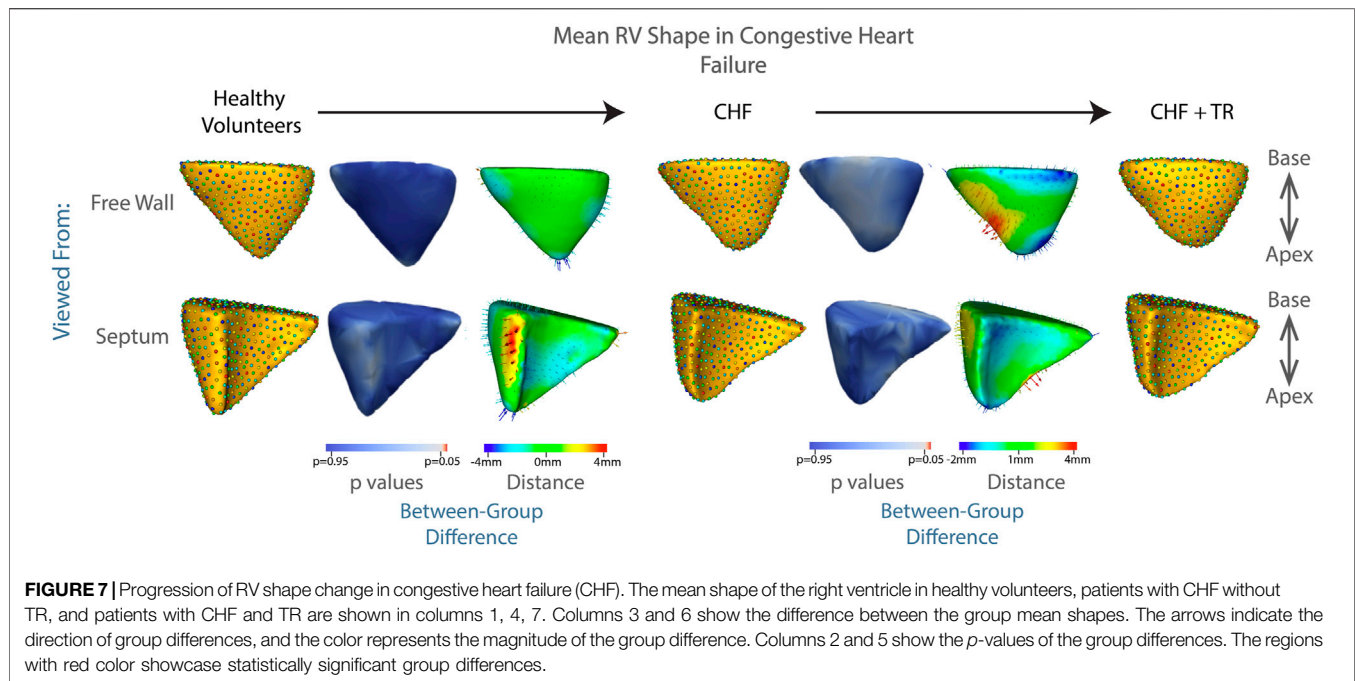 Mean RV Shape in Congestive Heart
Failure
Healthy
Volunteers
CHF
CHF + TR
Viewed From:
Free Wall
Base
Apex
Septum
Base
Apex
p=0.95
p=0.05
-4mm
0mm
4mm
p=0.95
p=0.05
-2mm
1mm
4mm
p values
Distance
p values
Distance
Between-Group
Difference
Between-Group
Difference
FIGURE 7 | Progression of RV shape change in congestive heart failure (CHF). The mean shape of the right ventricle in healthy volunteers, patients with CHF without
TR, and patients with CHF and TR are shown in columns 1, 4, 7. Columns 3 and 6 show the difference between the group mean shapes. The arrows indicate the
direction of group differences, and the color represents the magnitude of the group difference. Columns 2 and 5 show the p-values of the group differences. The regions
with red color showcase statistically significant group differences.